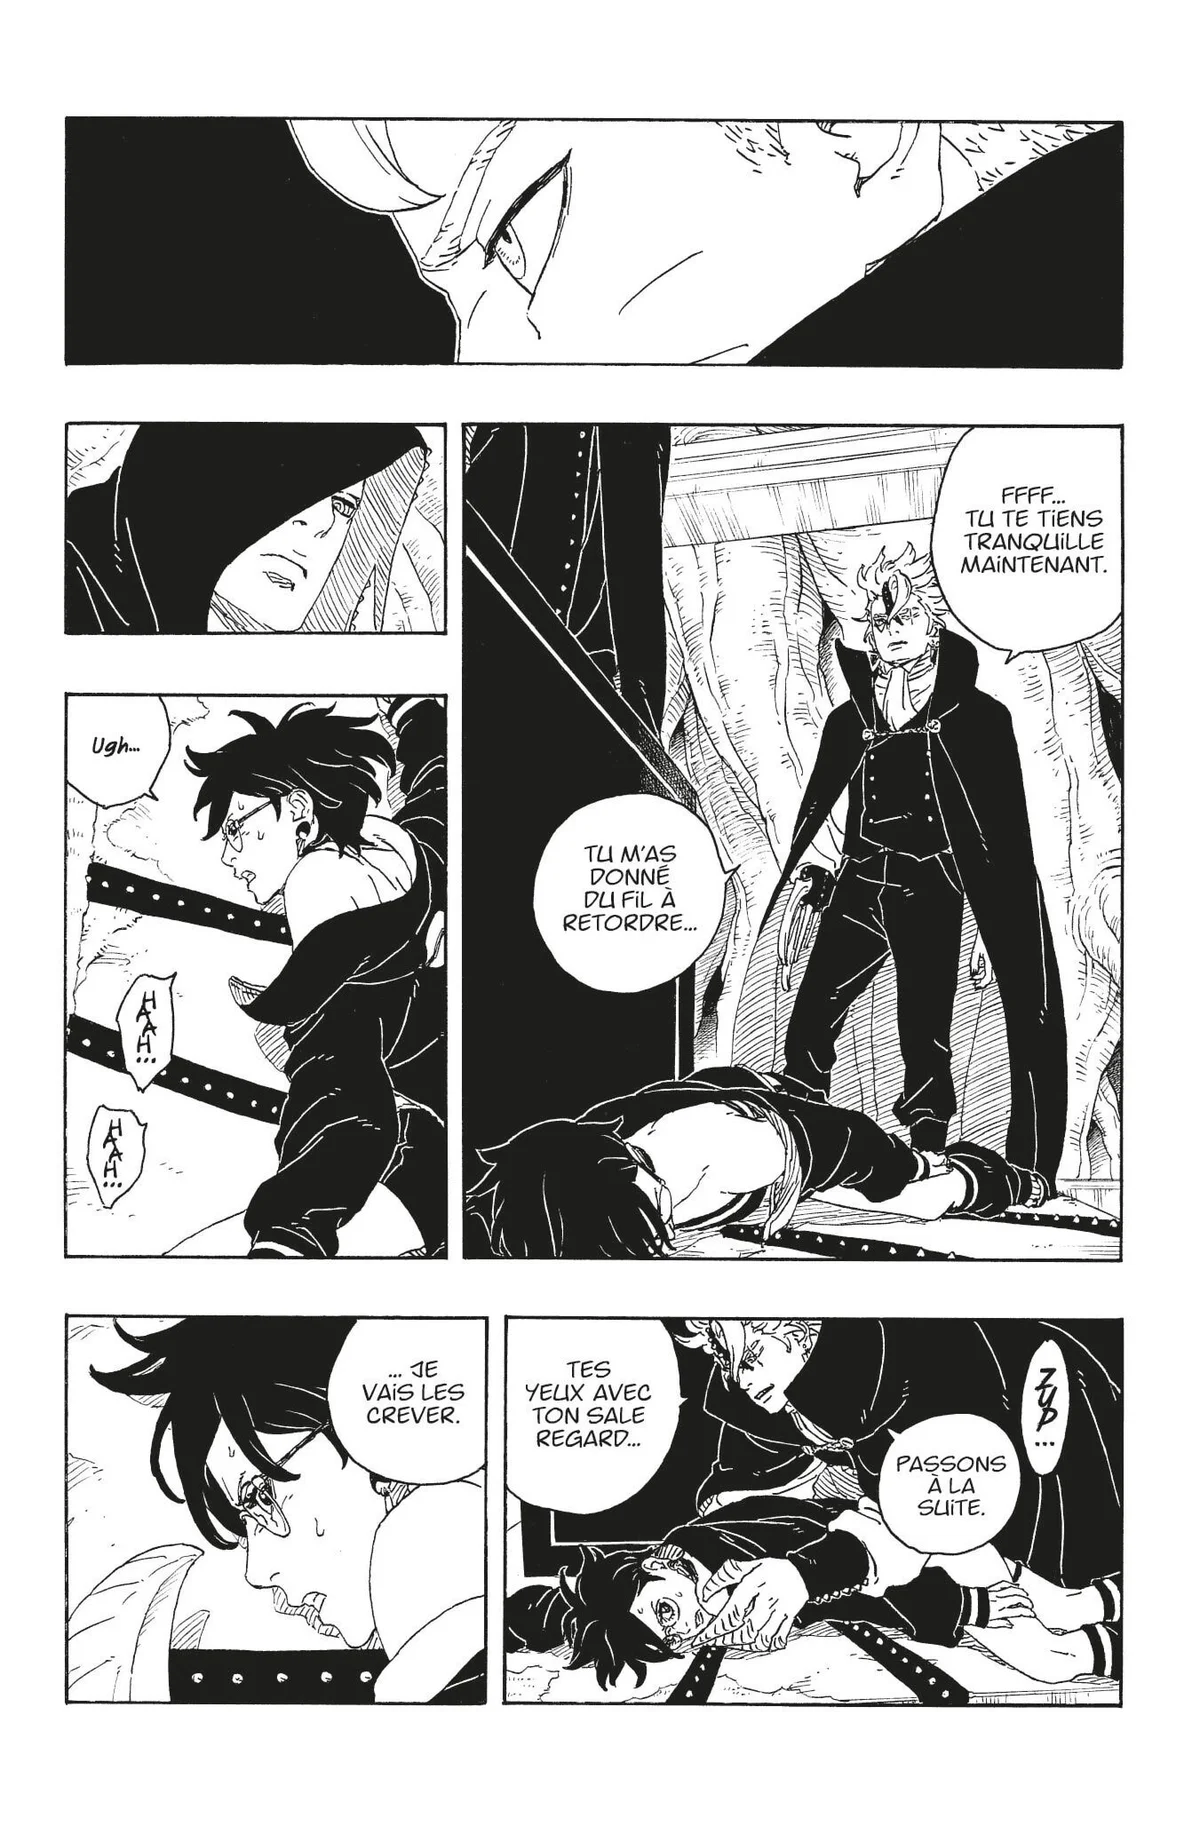 FFFF...
TU TE TIENS
TRANQUILLE
MAINTENANT.
TU M'AS
DONNÉ
DU FIL À
RETORDRE...
Ugh...
HAAH...
HAAH...
... JE
VAIS LES
CREVER.
TES
YEUX AVEC
TON SALE
REGARD...
ZUP...
PASSONS
À LA
SUITE.